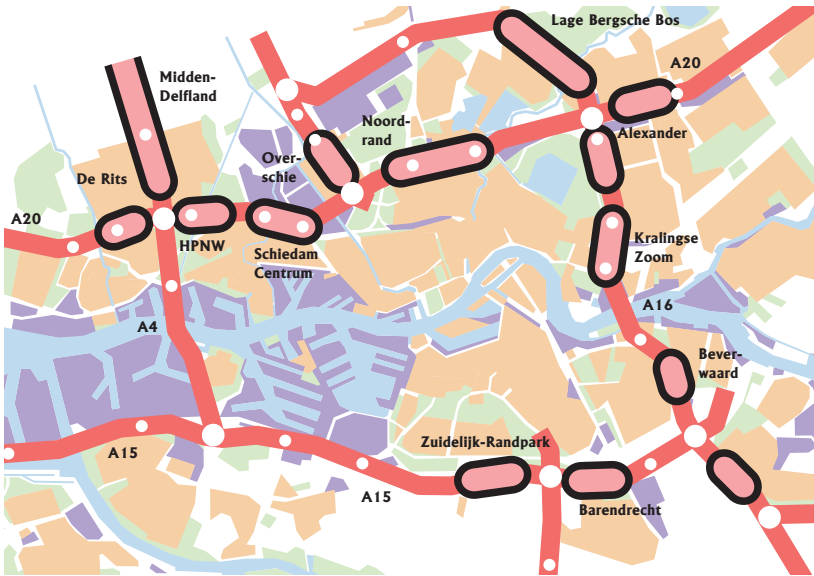 Lage Bergsche Bos
A20
Midden-
Delfland
Noord-
rand
Alexander
Over-
schie
De Rits
A20
HPNW
Schiedam
Centrum
Kralingse
Zoom
A16
A4
Bever-
waard
Zuidelijk-Randpark
A15
A15
Barendrecht